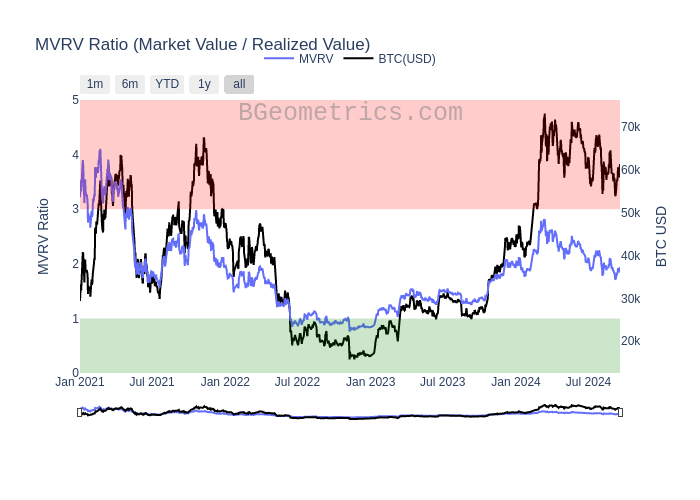 MVRV Ratio (Market Value / Realized Value)
MVRV BTC(USD)
1m 6m YTD 1y all
BGeometrics.com
5
4
3
2
1
0
MVRV Ratio
70k
60k
50k
40k
30k
20k
BTC USD
Jan 2021 Jul 2021 Jan 2022 Jul 2022 Jan 2023 Jul 2023 Jan 2024 Jul 2024